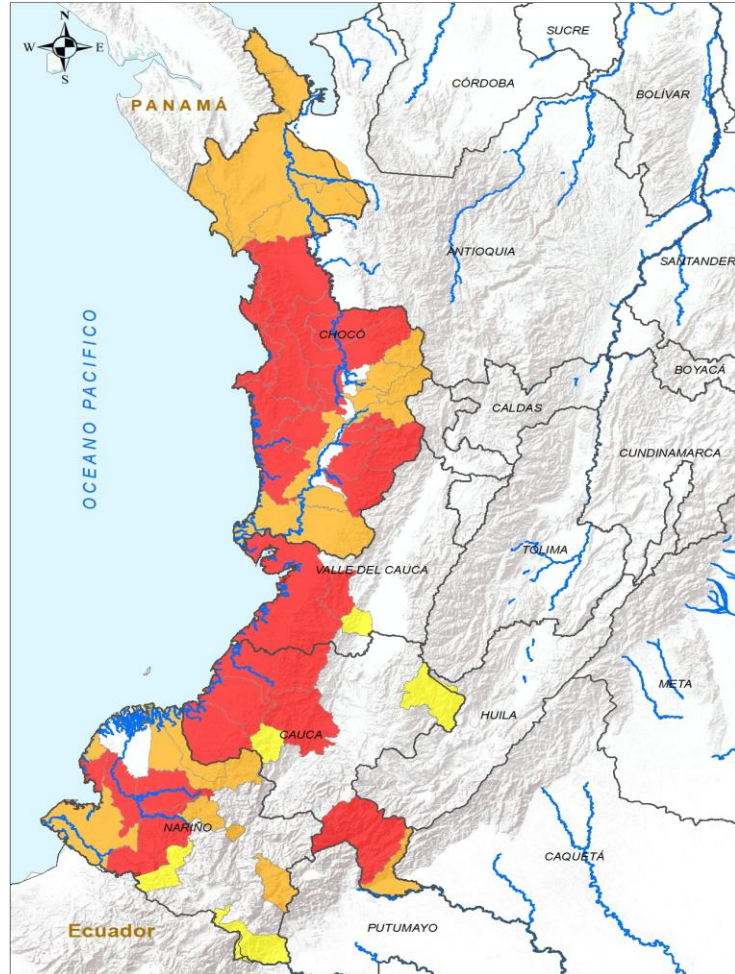 N
W E
S
PANAMÁ
SUCRE
CÓRDOBA
BOLÍVAR
ANTIOQUIA
SANTANDER
OCEANO PACIFICO
CHOCÓ
BOYACÁ
CALDAS
CUNDINAMARCA
TOLIMA
VALLE DEL CAUCA
META
HUILA
CAUCA
NARIÑO
CAQUETÁ
PUTUMAYO
Ecuador